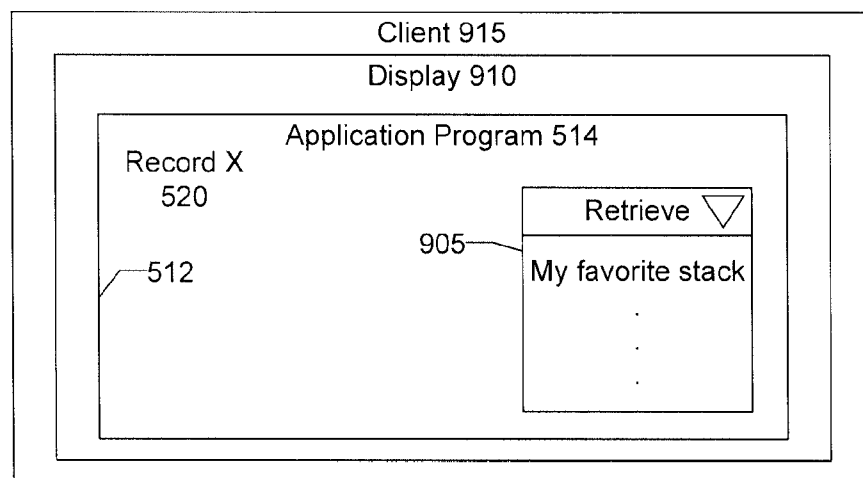 Client 915
Display 910
Application Program 514
Record X
520
Retrieve
905
My favorite stack
512
.
.
.